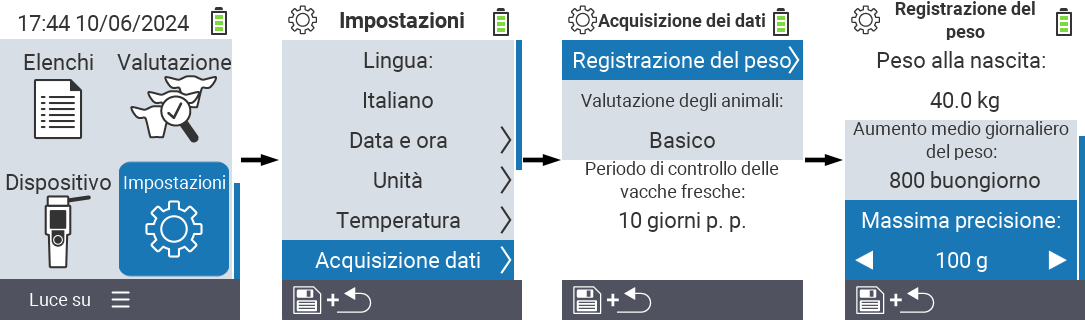 17:44 10/06/2024
Elenchi
Valutazione
Dispositivo
Impostazioni
Luce su
Impostazioni
Lingua:
Italiano
Data e ora
Unità
Temperatura
Acquisizione dati
+
Acquisizione dei dati
Registrazione del peso
Valutazione degli animali:
Basico
Periodo di controllo delle
vacche fresche:
10 giorni p. p.
+
Registrazione del
peso
Peso alla nascita:
40.0 kg
Aumento medio giornaliero
del peso:
800 buongiorno
Massima precisione:
100 g
+